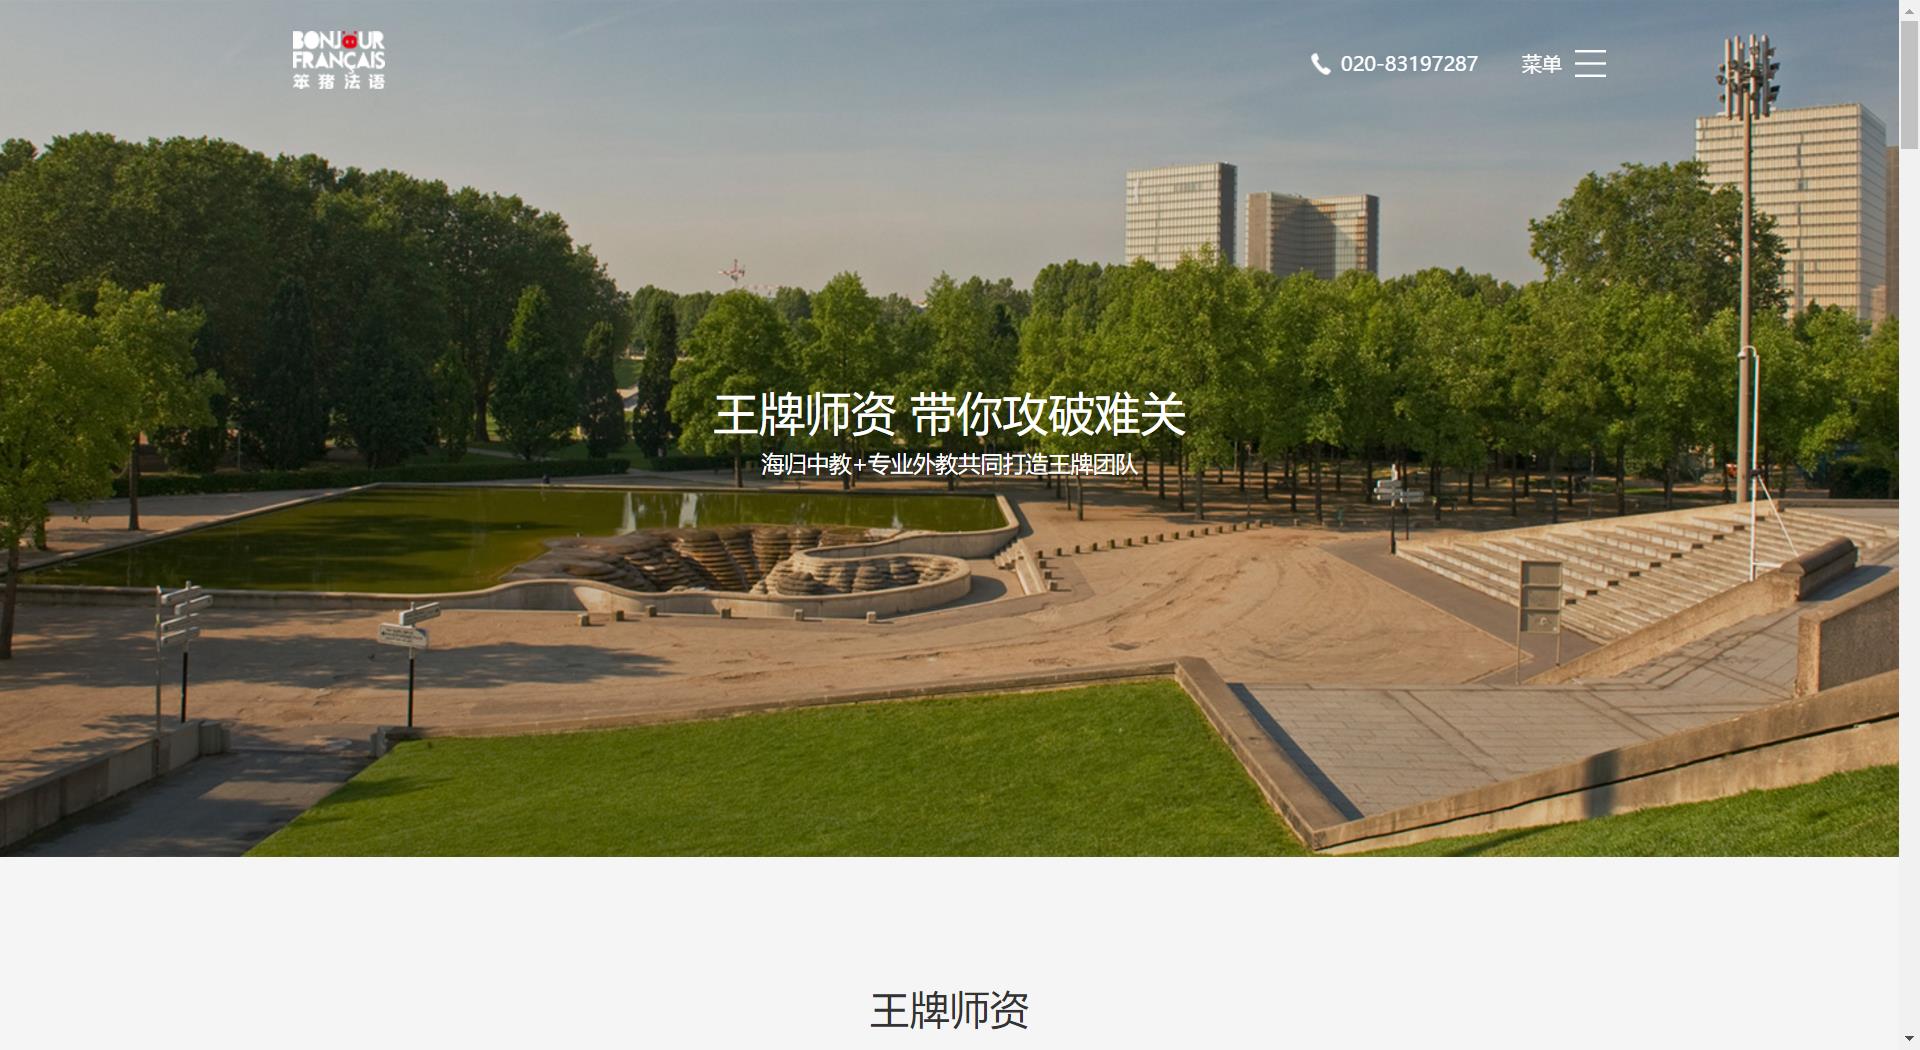 BONJOUR
FRANÇAIS
笨猪法语
020-83197287
菜单
王牌师资 带你攻破难关
海归中教+专业外教共同打造王牌团队
王牌师资